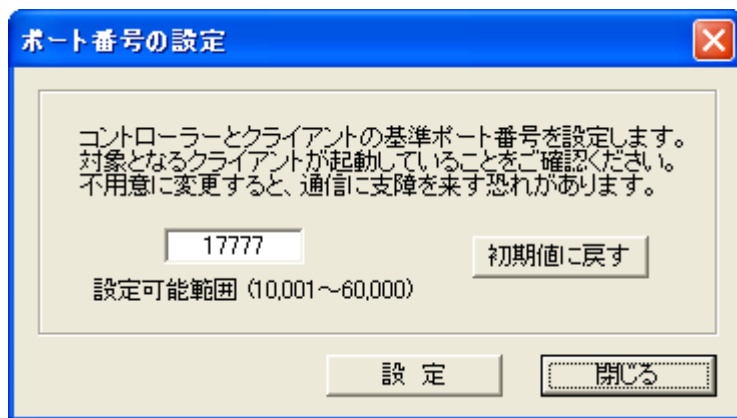 ポート番号の設定
コントローラーとクライアントの基準ポート番号を設定します。
対象となるクライアントが起動していることをご確認ください。
不用意に変更すると、通信に支障を来す恐れがあります。
17777
初期値に戻す
設定可能範囲 (10,001～60,000)
設 定
閉じる